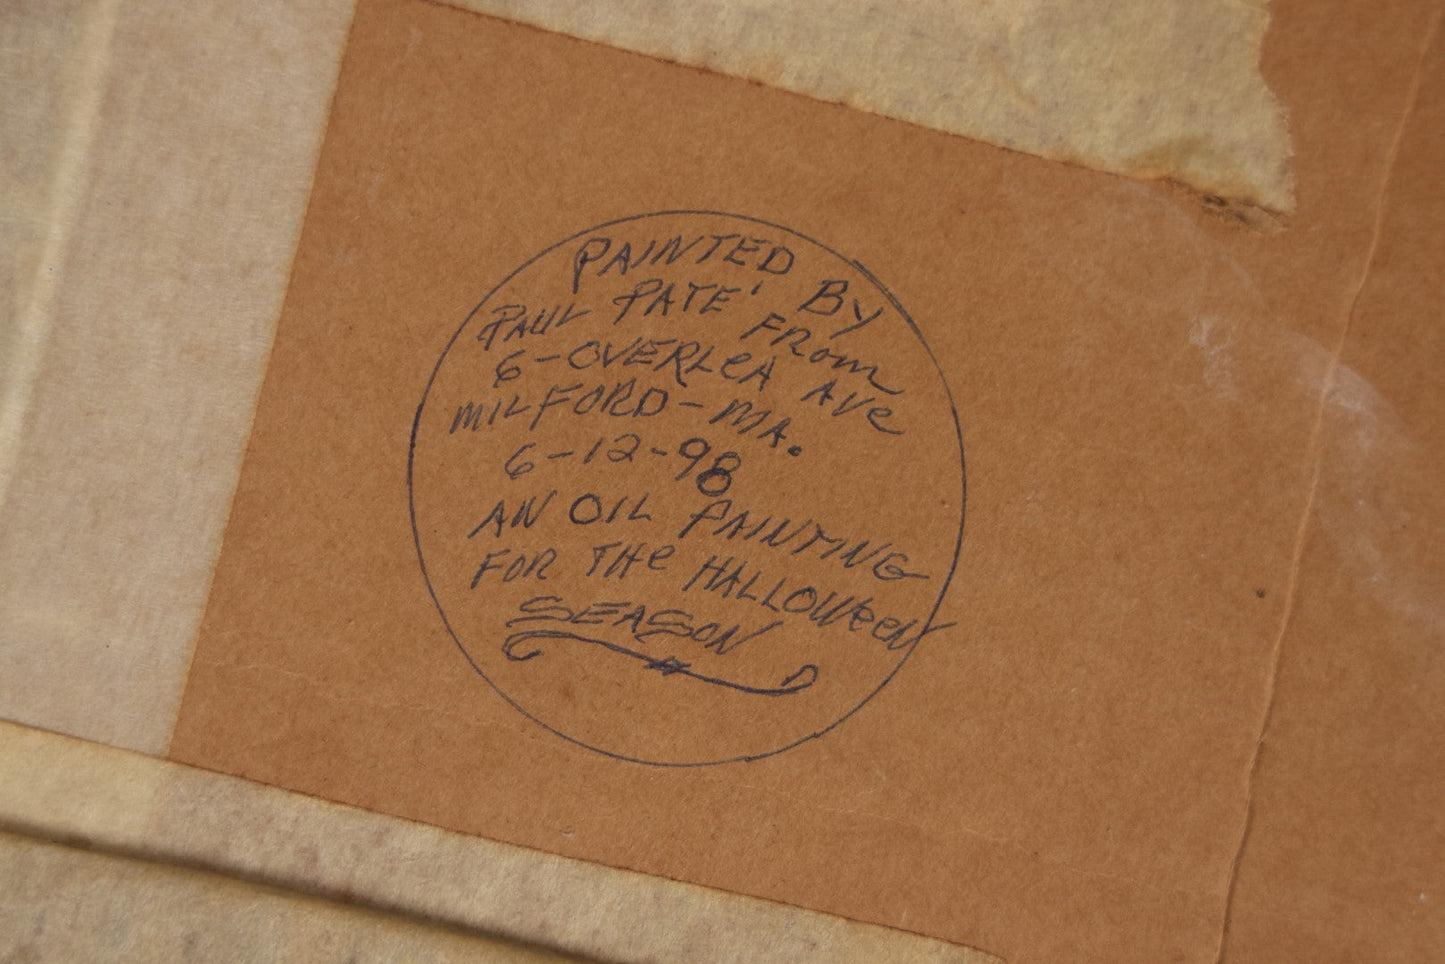 PAINTED BY
PAUL PATE' FROM
6-OVERLeA AVe
MILFORD-MA.
6-12-98
AN OIL PAINTING
FOR THe HALLOWeeN
SEASON